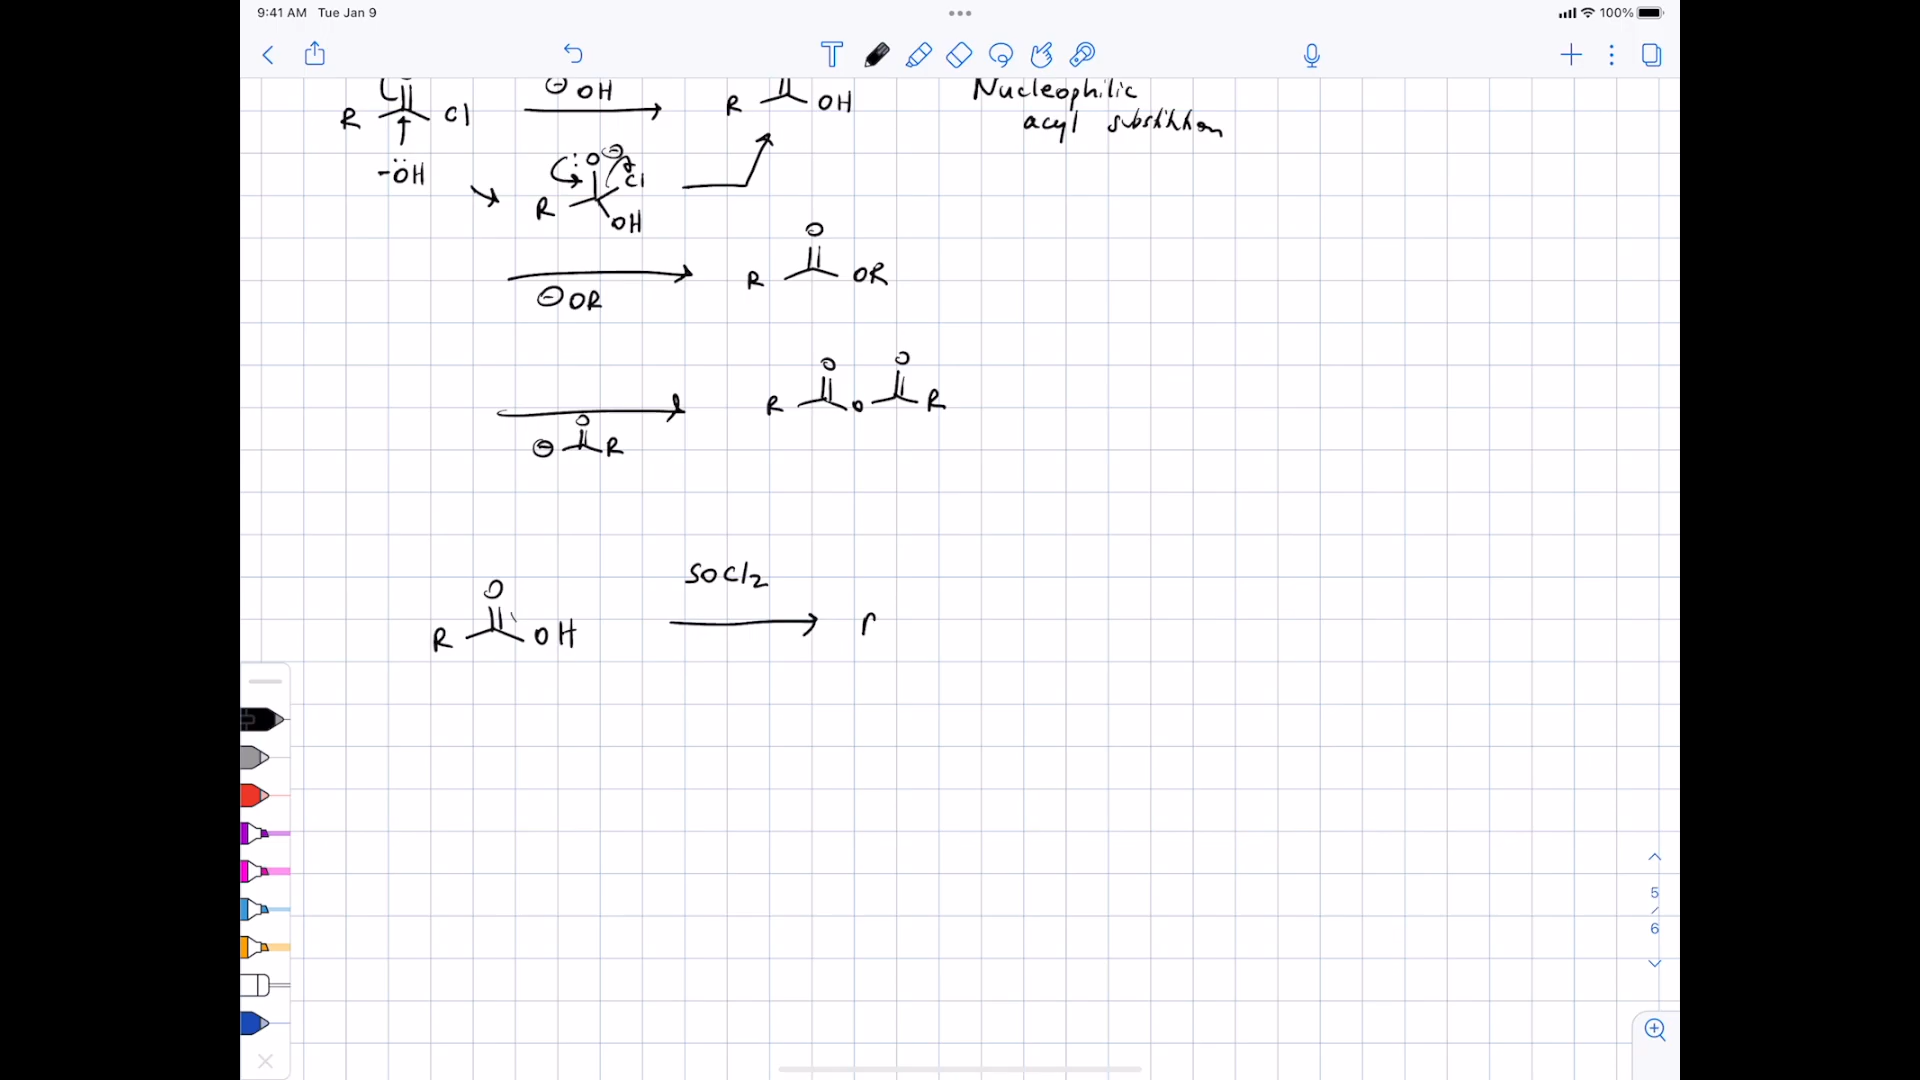 9:41 AM Tue Jan 9
100%
T
R Cl
⊖ OH
R OH
Nucleophilic
acyl substitution
-ÖH
:O ⊖
Cl
R
OH
O
R OR
⊖ OR
O O
R O R
O
⊖ R
SOCl2
O
R OH
r
5
/
6